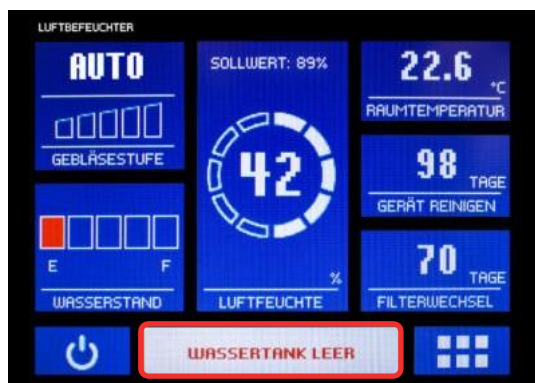 LUFTBEFEUCHTER
AUTO
GEBLÄSESTUFE
E F
WASSERSTAND
SOLLWERT: 89%
42
%
LUFTFEUCHTE
22.6 °C
RAUMTEMPERATUR
98 TAGE
GERÄT REINIGEN
70 TAGE
FILTERWECHSEL
WASSERTANK LEER